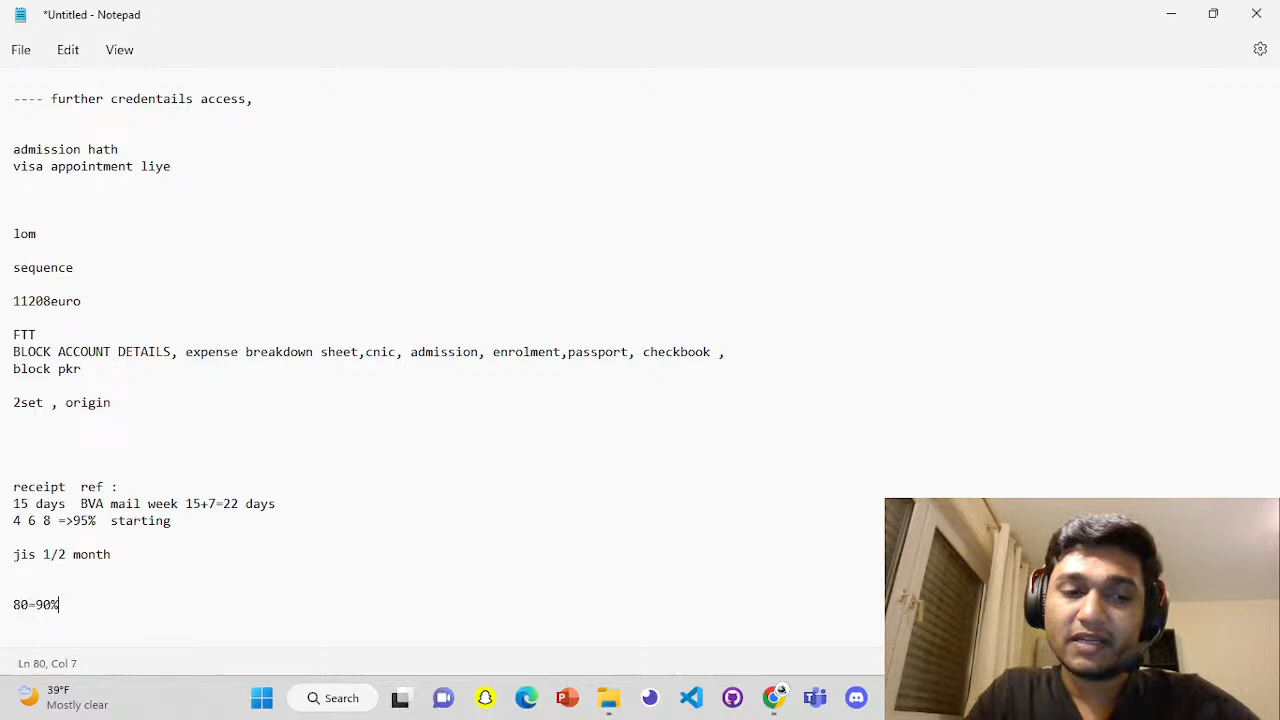 *Untitled - Notepad
File Edit View
---- further credentails access,
admission hath
visa appointment liye
lom
sequence
11208euro
FTT
BLOCK ACCOUNT DETAILS, expense breakdown sheet,cnic, admission, enrolment,passport, checkbook ,
block pkr
2set , origin
receipt  ref :
15 days  BVA mail week 15+7=22 days
4 6 8 =>95%  starting
jis 1/2 month
80=90%
Ln 80, Col 7
39°F
Mostly clear
Search